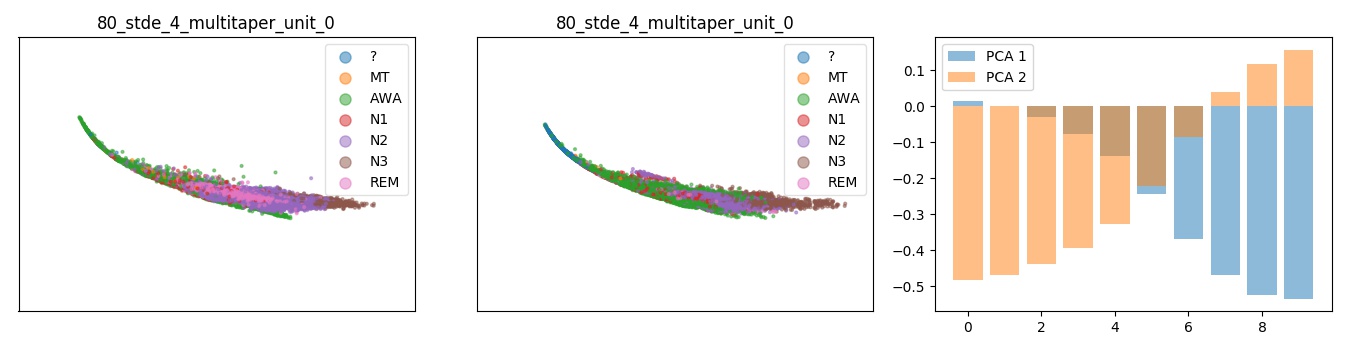 80_stde_4_multitaper_unit_0
?
MT
AWA
N1
N2
N3
REM
80_stde_4_multitaper_unit_0
?
MT
AWA
N1
N2
N3
REM
PCA 1
PCA 2
0.1
0.0
−0.1
−0.2
−0.3
−0.4
−0.5
0 2 4 6 8